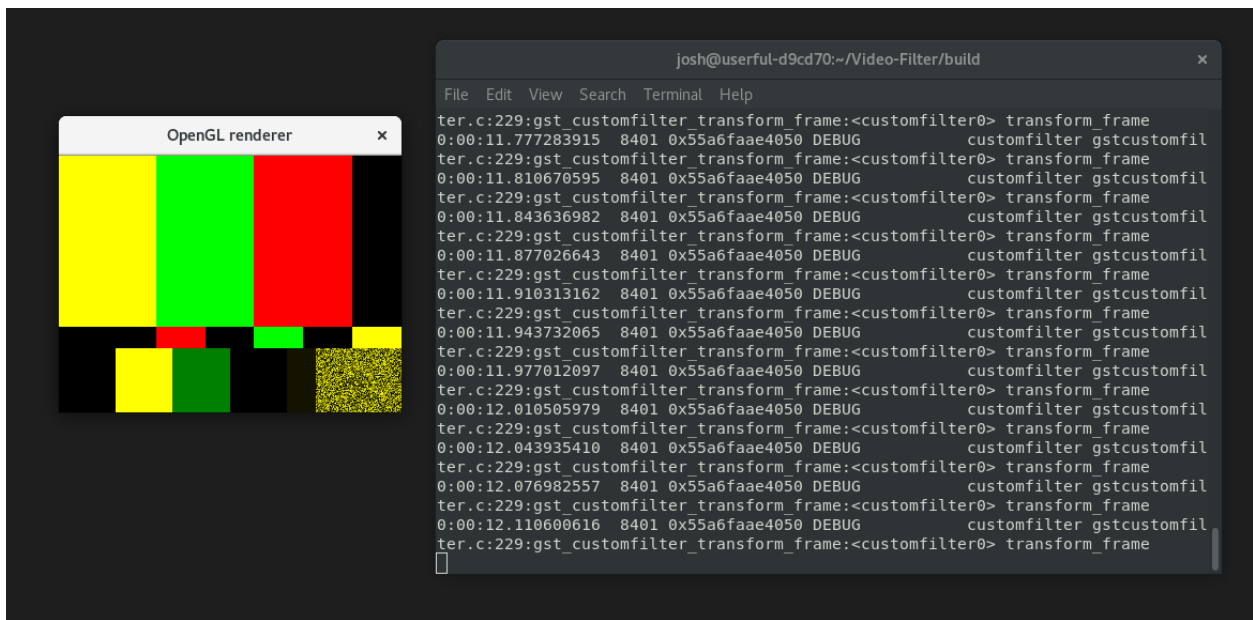 OpenGL renderer ×
josh@userful-d9cd70:~/Video-Filter/build ×
File Edit View Search Terminal Help
ter.c:229:gst_customfilter_transform_frame:<customfilter0> transform_frame
0:00:11.777283915  8401 0x55a6faae4050 DEBUG           customfilter gstcustomfil
ter.c:229:gst_customfilter_transform_frame:<customfilter0> transform_frame
0:00:11.810670595  8401 0x55a6faae4050 DEBUG           customfilter gstcustomfil
ter.c:229:gst_customfilter_transform_frame:<customfilter0> transform_frame
0:00:11.843636982  8401 0x55a6faae4050 DEBUG           customfilter gstcustomfil
ter.c:229:gst_customfilter_transform_frame:<customfilter0> transform_frame
0:00:11.877026643  8401 0x55a6faae4050 DEBUG           customfilter gstcustomfil
ter.c:229:gst_customfilter_transform_frame:<customfilter0> transform_frame
0:00:11.910313162  8401 0x55a6faae4050 DEBUG           customfilter gstcustomfil
ter.c:229:gst_customfilter_transform_frame:<customfilter0> transform_frame
0:00:11.943732065  8401 0x55a6faae4050 DEBUG           customfilter gstcustomfil
ter.c:229:gst_customfilter_transform_frame:<customfilter0> transform_frame
0:00:11.977012097  8401 0x55a6faae4050 DEBUG           customfilter gstcustomfil
ter.c:229:gst_customfilter_transform_frame:<customfilter0> transform_frame
0:00:12.010505979  8401 0x55a6faae4050 DEBUG           customfilter gstcustomfil
ter.c:229:gst_customfilter_transform_frame:<customfilter0> transform_frame
0:00:12.043935410  8401 0x55a6faae4050 DEBUG           customfilter gstcustomfil
ter.c:229:gst_customfilter_transform_frame:<customfilter0> transform_frame
0:00:12.076982557  8401 0x55a6faae4050 DEBUG           customfilter gstcustomfil
ter.c:229:gst_customfilter_transform_frame:<customfilter0> transform_frame
0:00:12.110600616  8401 0x55a6faae4050 DEBUG           customfilter gstcustomfil
ter.c:229:gst_customfilter_transform_frame:<customfilter0> transform_frame